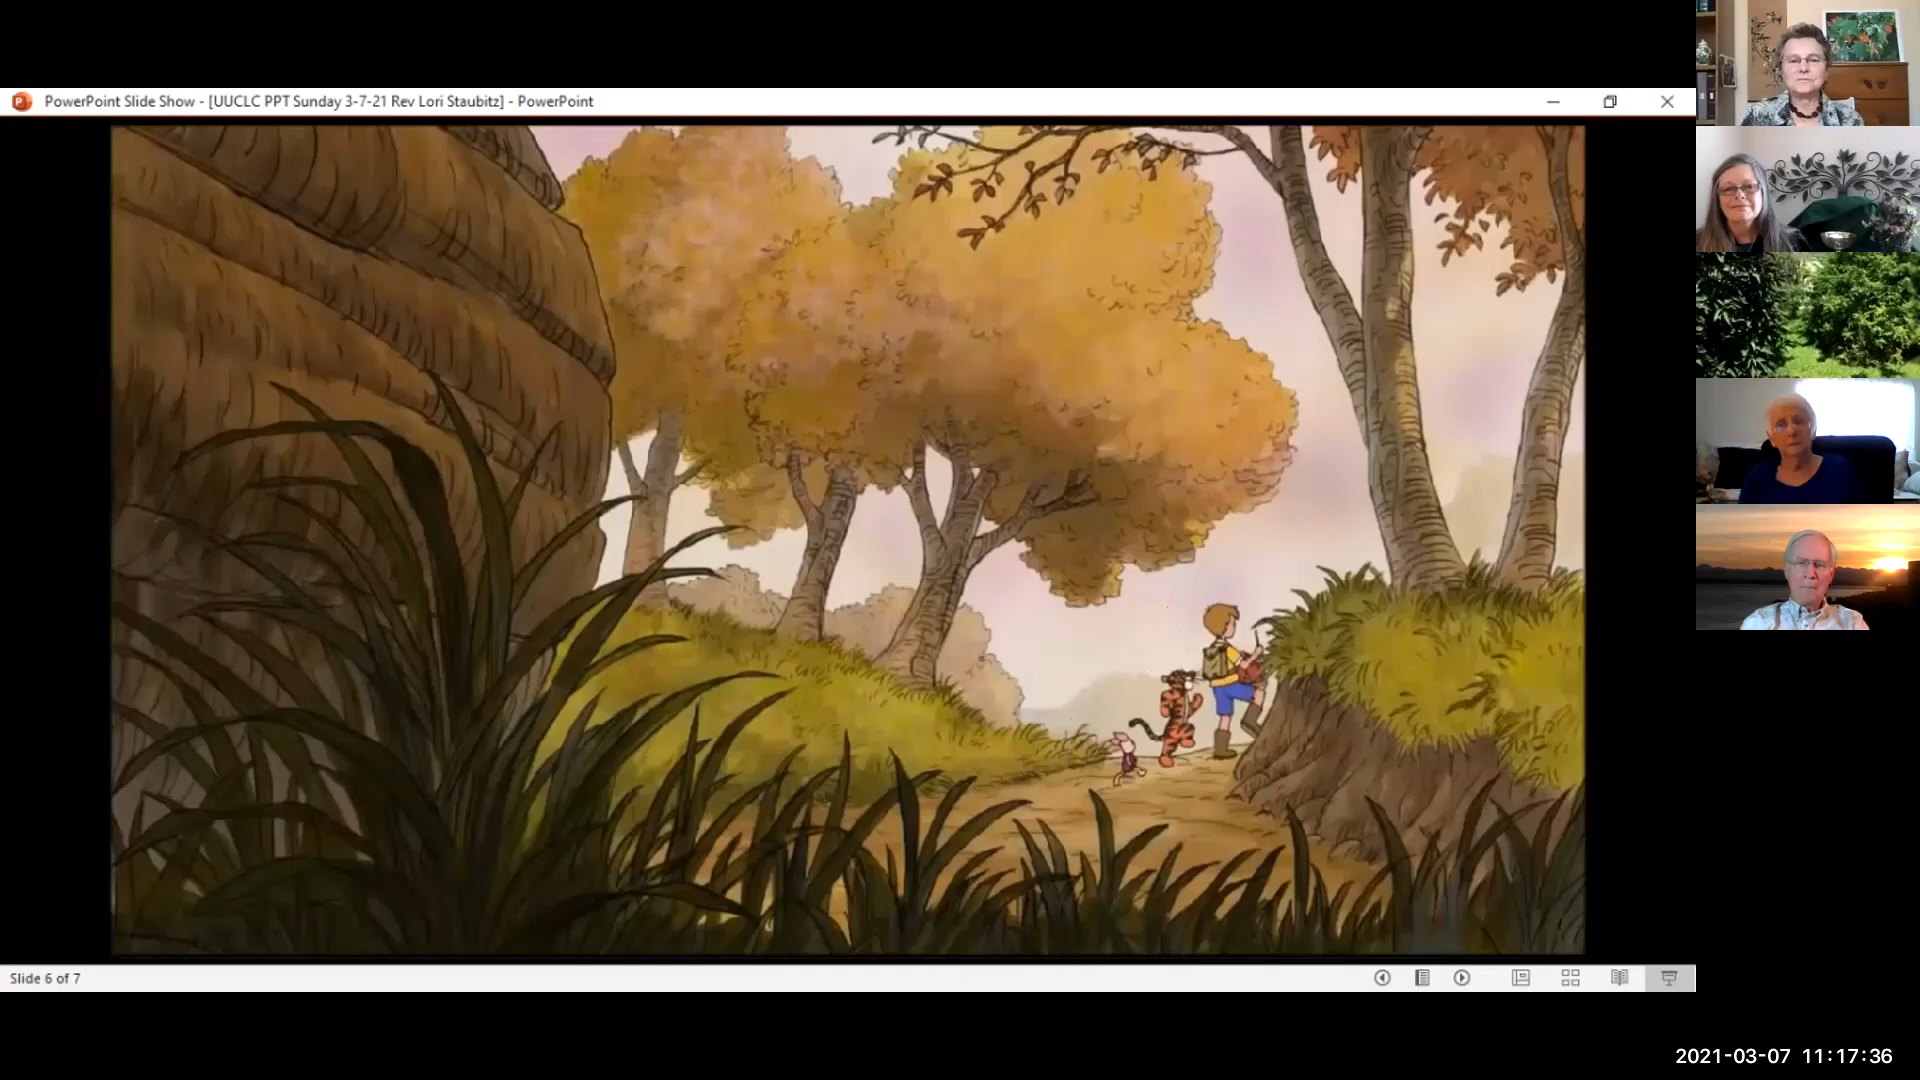 PowerPoint Slide Show - [UUCLC PPT Sunday 3-7-21 Rev Lori Staubitz] - PowerPoint
Slide 6 of 7
2021-03-07 11:17:36